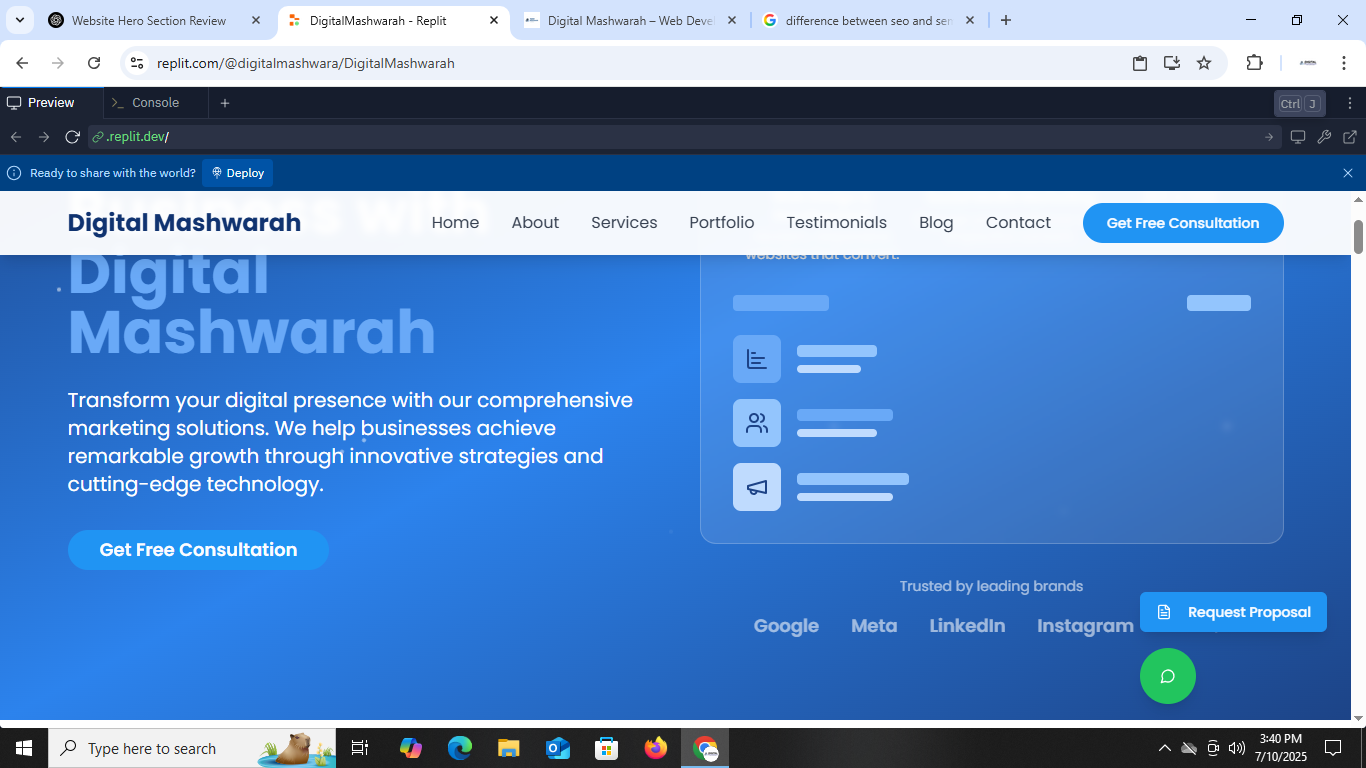 Website Hero Section Review
DigitalMashwarah - Replit
Digital Mashwarah – Web Deve
difference between seo and sem
replit.com/@digitalmashwara/DigitalMashwarah
Preview
Console
Ctrl J
.replit.dev/
Ready to share with the world?
Deploy
Business with
Digital Mashwarah
Home
About
Services
Portfolio
Testimonials
Blog
Contact
Get Free Consultation
Digital
Mashwarah
websites that convert.
Transform your digital presence with our comprehensive
marketing solutions. We help businesses achieve
remarkable growth through innovative strategies and
cutting-edge technology.
Get Free Consultation
Trusted by leading brands
Google
Meta
LinkedIn
Instagram
Request Proposal
Type here to search
3:40 PM
7/10/2025